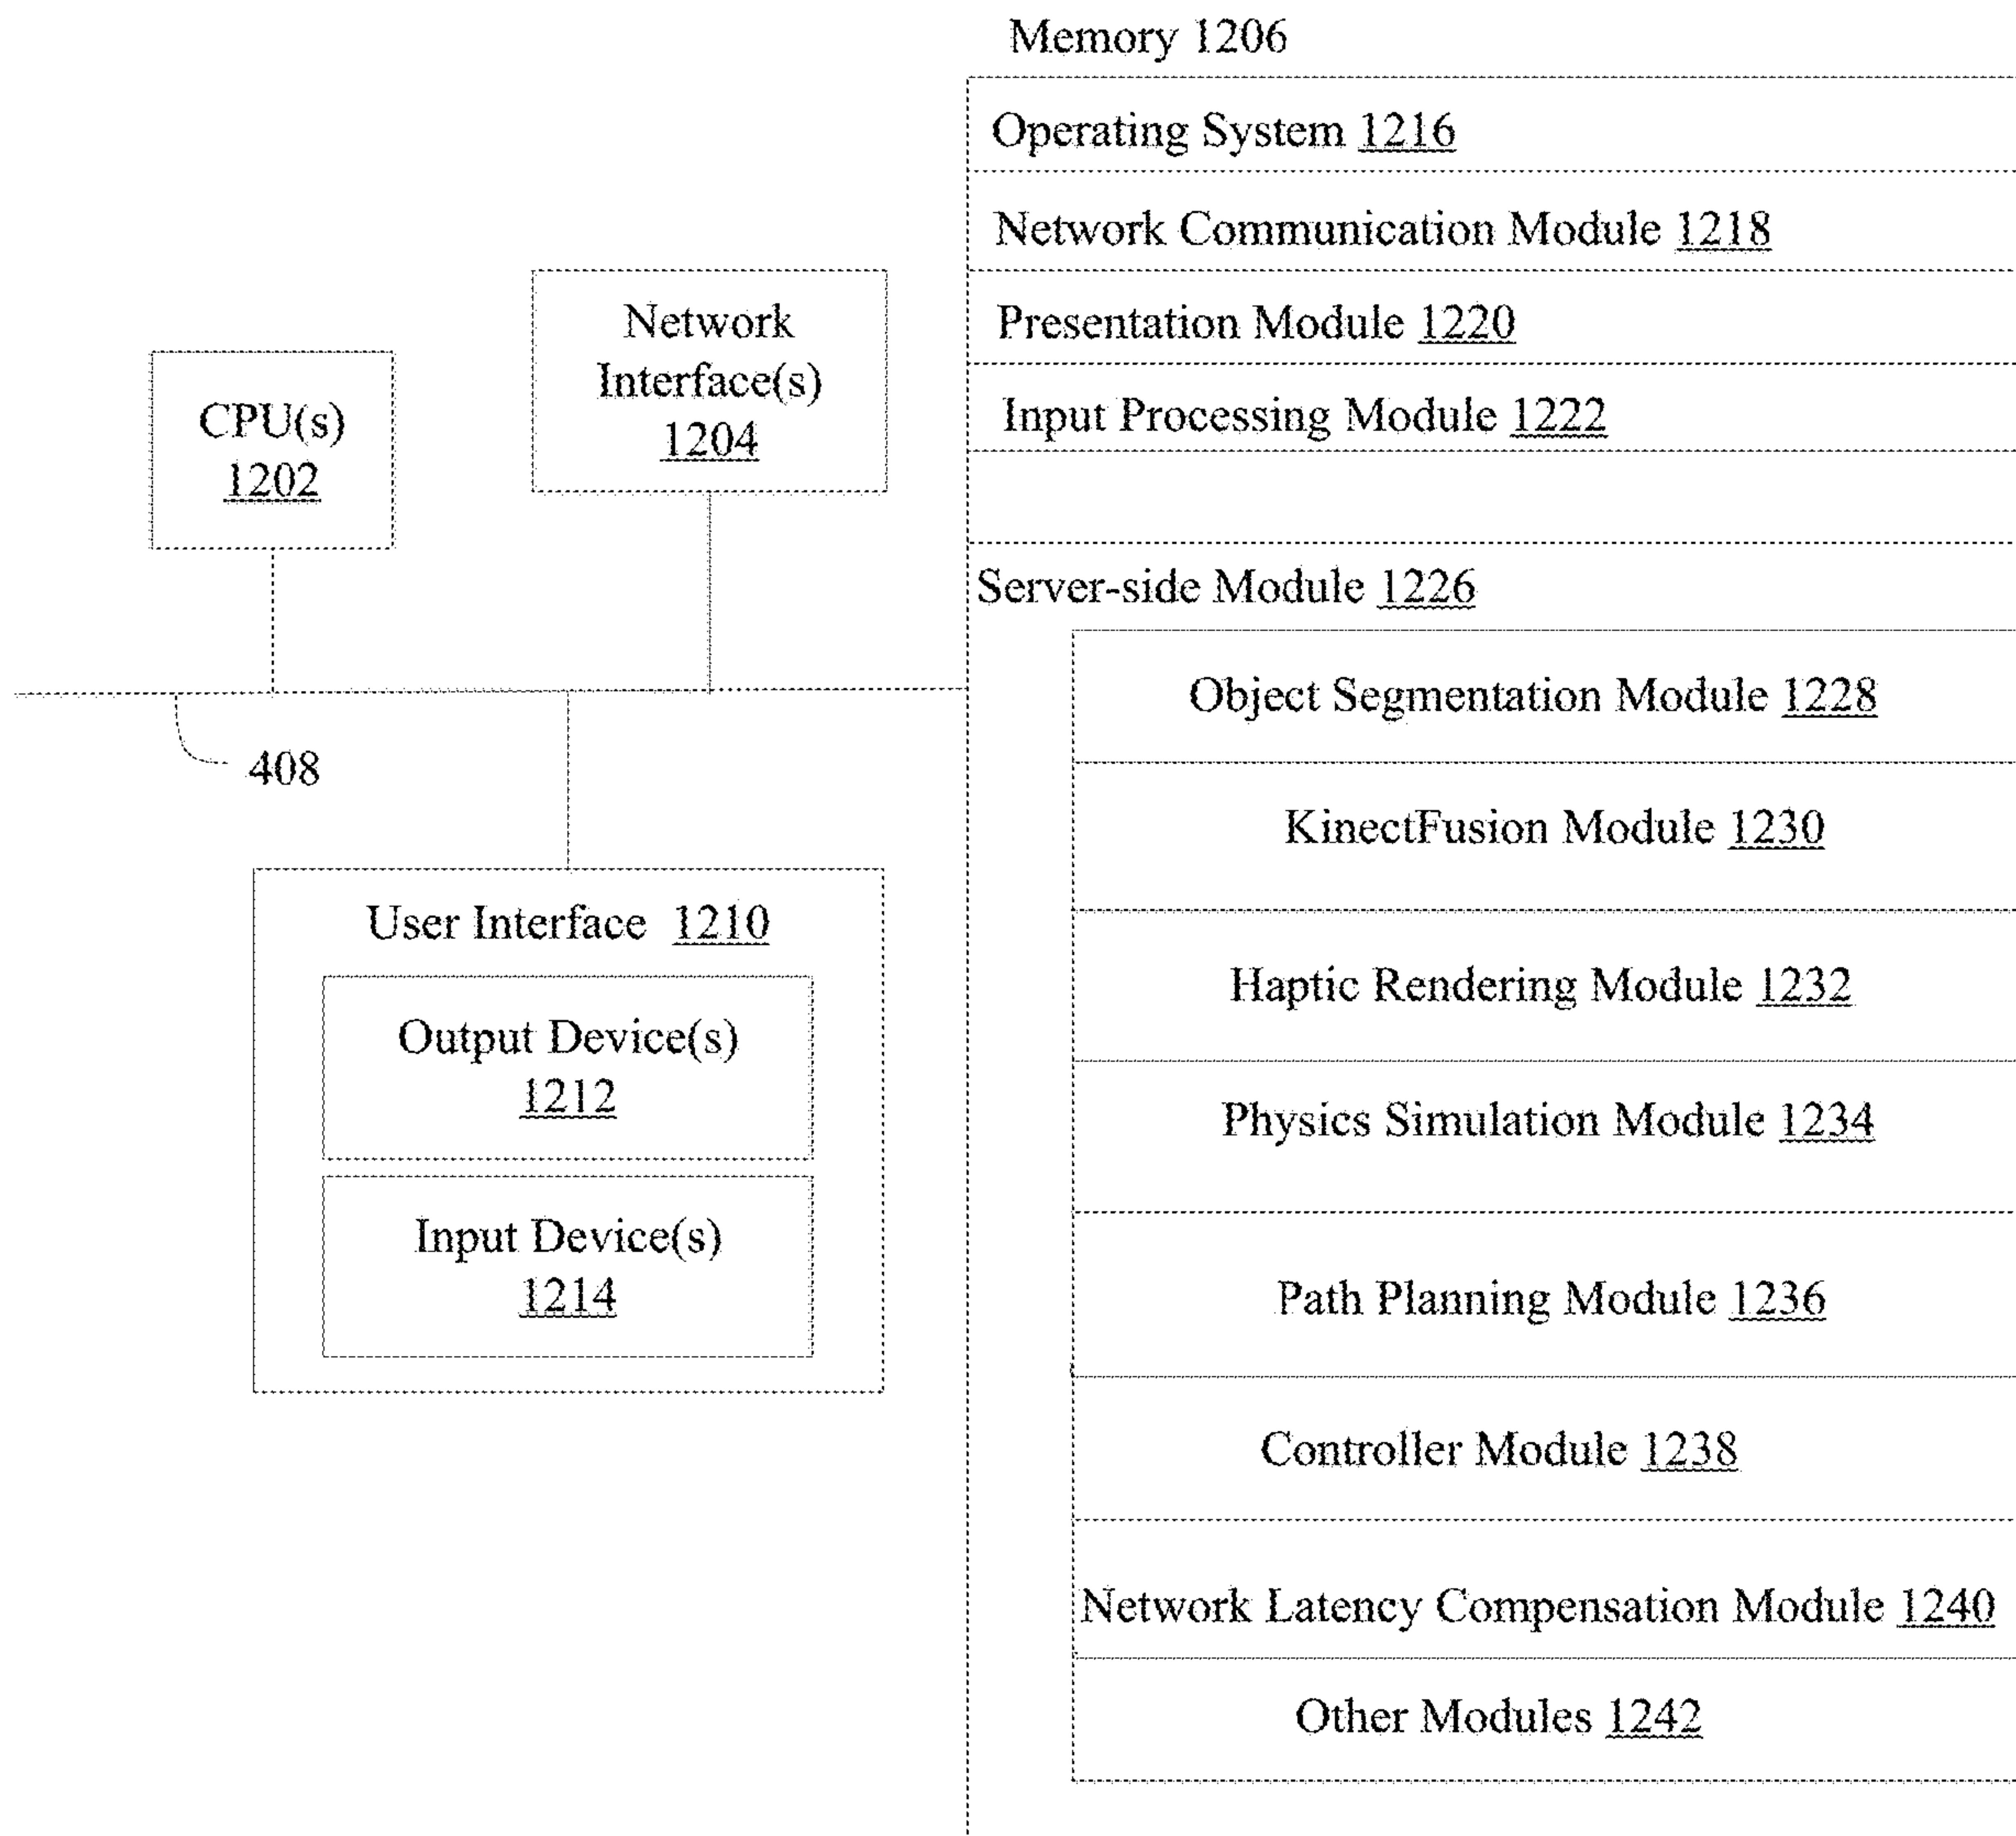 Memory 1206
Operating System 1216
Network Communication Module 1218
Presentation Module 1220
Input Processing Module 1222
Server-side Module 1226
Object Segmentation Module 1228
KinectFusion Module 1230
Haptic Rendering Module 1232
Physics Simulation Module 1234
Path Planning Module 1236
Controller Module 1238
Network Latency Compensation Module 1240
Other Modules 1242
Network
Interface(s)
1204
CPU(s)
1202
408
User Interface 1210
Output Device(s)
1212
Input Device(s)
1214